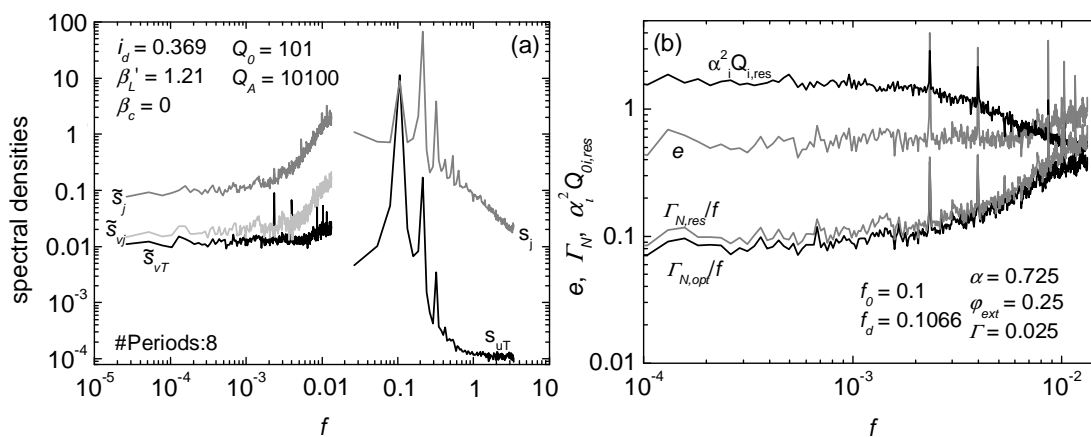 (a)
i_d = 0.369 Q_0 = 101
β_L' = 1.21 Q_A = 10100
β_c = 0
100
10
1
0.1
0.01
10^-3
10^-4
spectral densities
s̃_j
s̃_vj
s̃_vT
s_j
s_uT
#Periods:8
10^-5 10^-4 10^-3 0.01 0.1 1 10
f
(b)
α_i^2 Q_i,res
e
Γ_N,res/f
Γ_N,opt/f
f_0 = 0.1
f_d = 0.1066
α = 0.725
φ_ext = 0.25
Γ = 0.025
1
0.1
0.01
e, Γ_N, α_i^2 Q_0i,res
10^-4 10^-3 10^-2
f